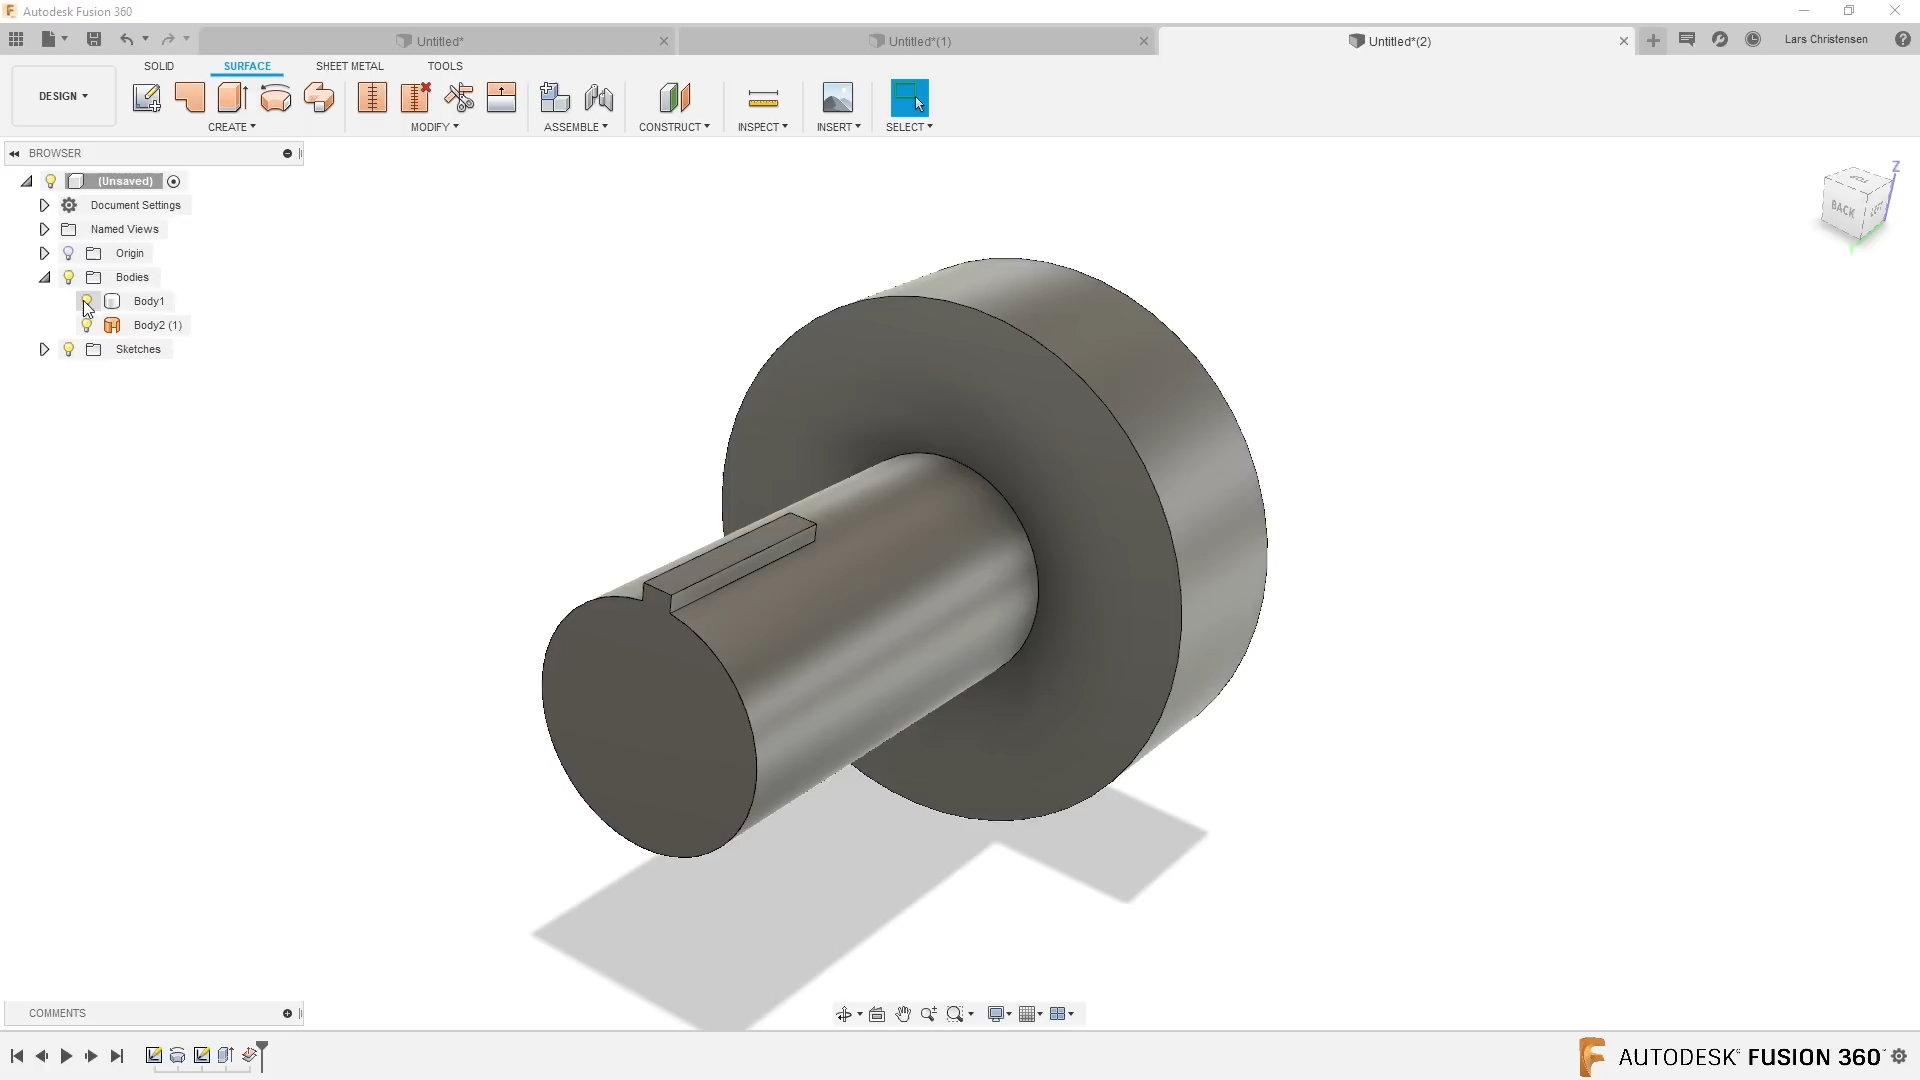 Autodesk Fusion 360
Untitled*
Untitled*(1)
Untitled*(2)
Lars Christensen
DESIGN
SOLID
SURFACE
SHEET METAL
TOOLS
CREATE
MODIFY
ASSEMBLE
CONSTRUCT
INSPECT
INSERT
SELECT
BROWSER
(Unsaved)
Document Settings
Named Views
Origin
Bodies
Body1
Body2 (1)
Sketches
Z
TOP
BACK
LEFT
COMMENTS
AUTODESK FUSION 360